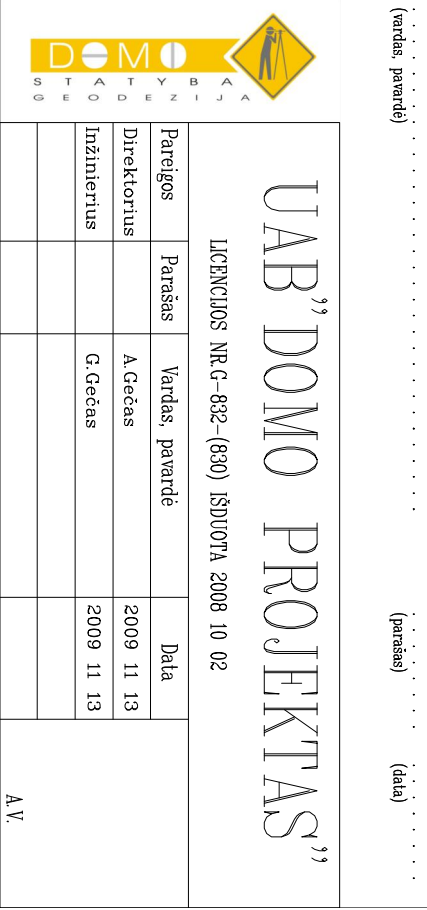 (vardas, pavardė) (parašas) (data)
DOMO
STATYBA
GEODEZIJA
UAB"DOMO PROJEKTAS"
LICENCIJOS NR.G-832-(830) IŠDUOTA 2008 10 02
Pareigos Parašas Vardas, pavardė Data
Direktorius A.Gečas 2009 11 13
Inžinierius G.Gečas 2009 11 13
A.V.